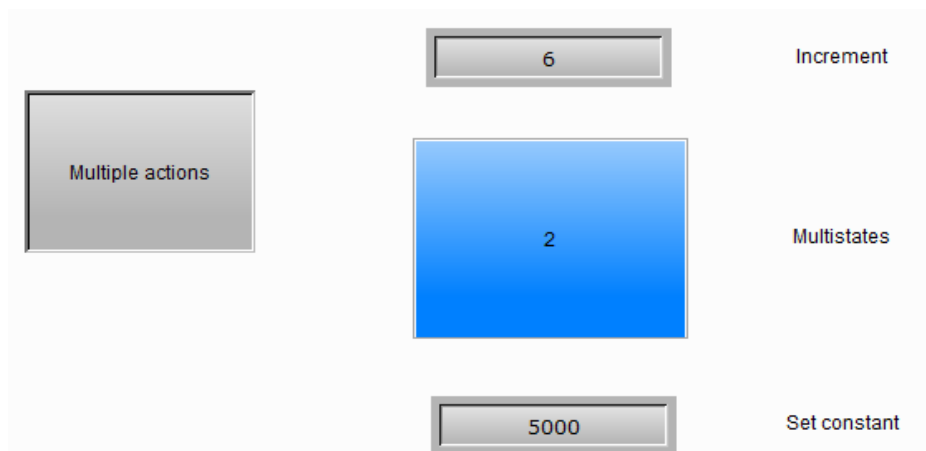 6
Increment
Multiple actions
2
Multistates
5000
Set constant